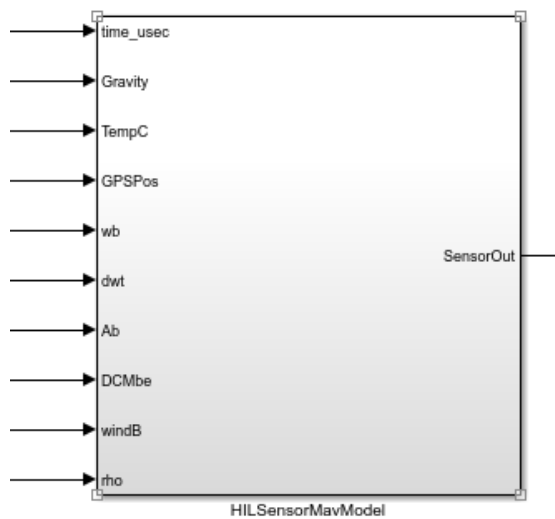 time_usec
Gravity
TempC
GPSPos
wb
SensorOut
dwt
Ab
DCMbe
windB
rho
HILSensorMavModel